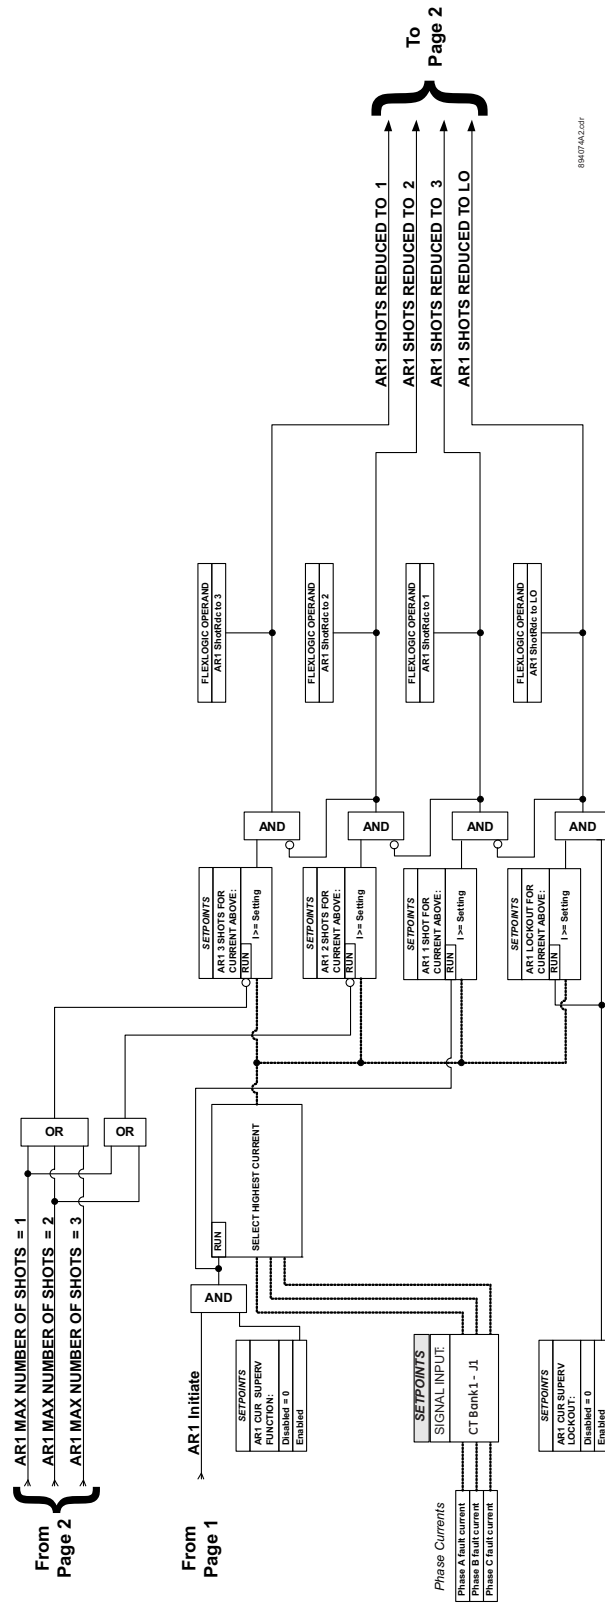 From
Page 2
AR1 MAX NUMBER OF SHOTS = 1
AR1 MAX NUMBER OF SHOTS = 2
AR1 MAX NUMBER OF SHOTS = 3
OR
OR
From
Page 1
AR1 Initiate
SETPOINTS
AR1 CUR SUPERV
FUNCTION:
Disabled = 0
Enabled
AND
RUN
SELECT HIGHEST CURRENT
Phase Currents
Phase A fault current
Phase B fault current
Phase C fault current
SETPOINTS
SIGNAL INPUT:
CT Bank1 - J1
SETPOINTS
AR1 CUR SUPERV
LOCKOUT:
Disabled = 0
Enabled
SETPOINTS
AR1 3 SHOTS FOR
CURRENT ABOVE:
RUN
I >= Setting
SETPOINTS
AR1 2 SHOTS FOR
CURRENT ABOVE:
RUN
I >= Setting
SETPOINTS
AR1 1 SHOT FOR
CURRENT ABOVE:
RUN
I >= Setting
SETPOINTS
AR1 LOCKOUT FOR
CURRENT ABOVE:
RUN
I >= Setting
AND
AND
AND
AND
FLEXLOGIC OPERAND
AR1 ShotRdc to 3
FLEXLOGIC OPERAND
AR1 ShotRdc to 2
FLEXLOGIC OPERAND
AR1 ShotRdc to 1
FLEXLOGIC OPERAND
AR1 ShotRdc to LO
AR1 SHOTS REDUCED TO 1
AR1 SHOTS REDUCED TO 2
AR1 SHOTS REDUCED TO 3
AR1 SHOTS REDUCED TO LO
To
Page 2
894074A2.cdr